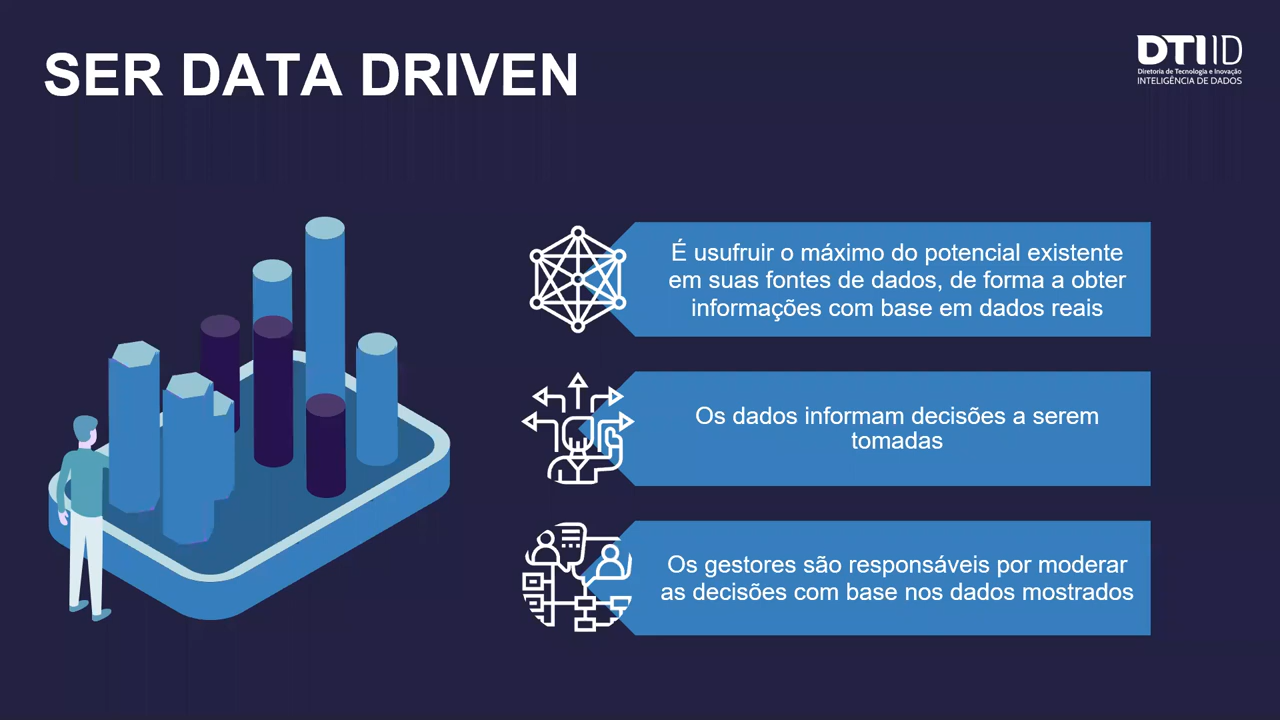 SER DATA DRIVEN
DTI ID
Diretoria de Tecnologia e Inovação
INTELIGÊNCIA DE DADOS
É usufruir o máximo do potencial existente
em suas fontes de dados, de forma a obter
informações com base em dados reais
Os dados informam decisões a serem
tomadas
Os gestores são responsáveis por moderar
as decisões com base nos dados mostrados